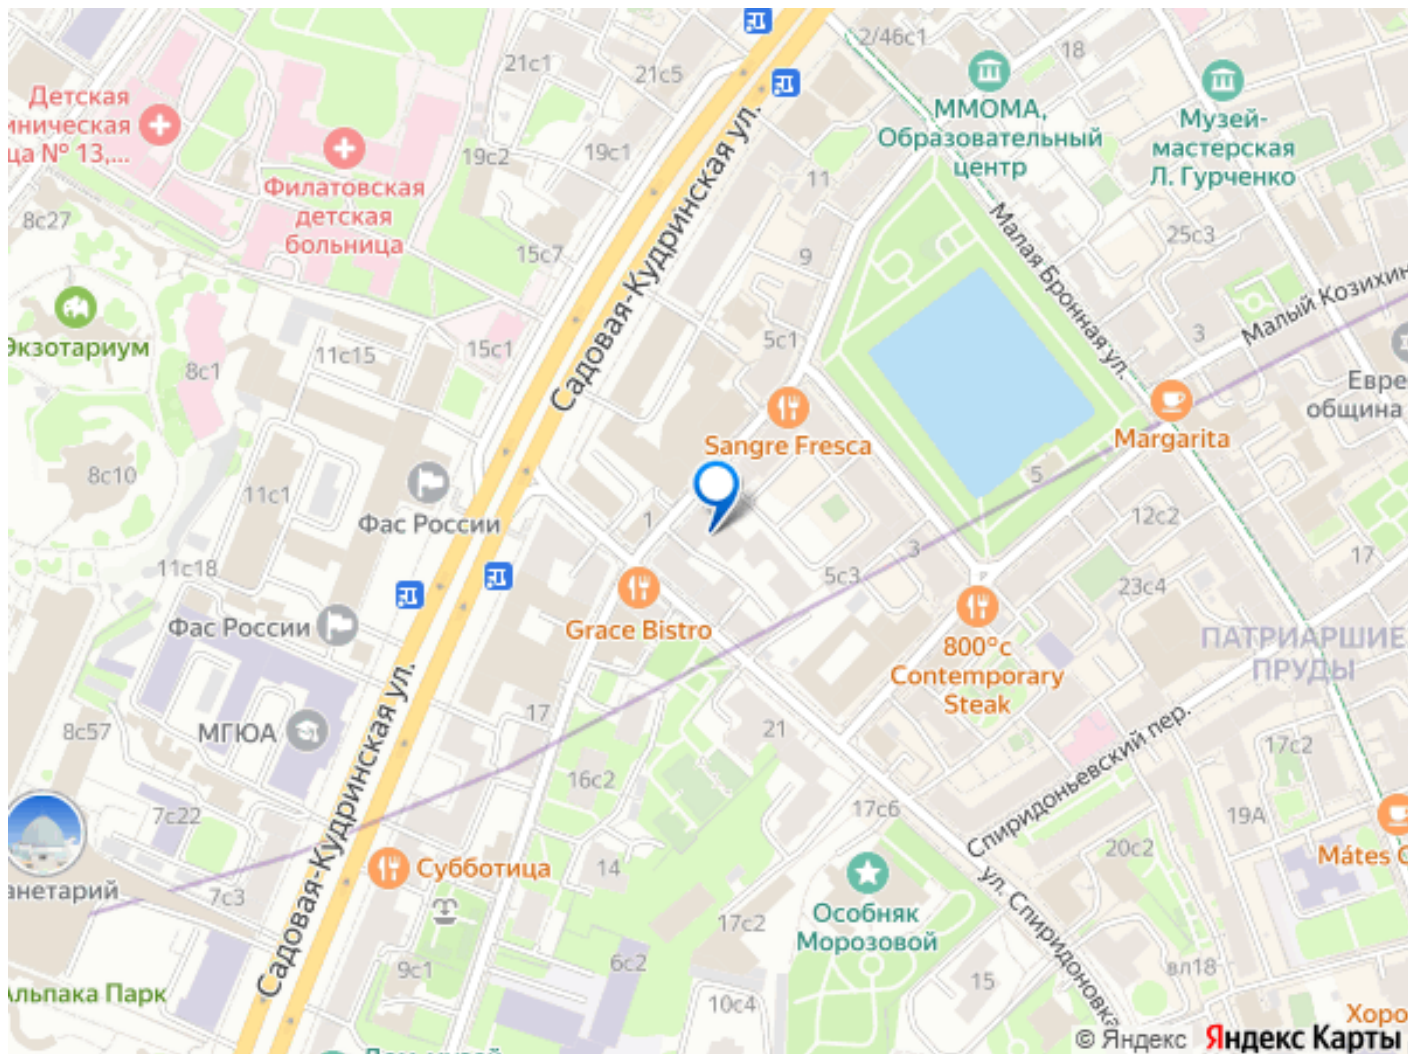 2/46с1
18
21с1
21с5
Детская
иническая
ца № 13,...
ММОМА,
Образовательный
центр
Музей-
мастерская
Л. Гурченко
19с2
19с1
Филатовская
детская
больница
11
8с27
15с7
9
25с3
Садовая-Кудринская ул.
Малая Бронная ул.
Малый Козихин
Экзотариум
11с15
15с1
5с1
3
8с1
Евре
община
Sangre Fresca
Margarita
8с10
11с1
5
Фас России
1
12с2
3
17
11с18
5с3
23с4
Фас России
Grace Bistro
800°с
Contemporary
Steak
ПАТРИАРШИЕ
ПРУДЫ
МГЮА
8с57
17
21
Спиридоньевский пер.
17с2
16с2
Садовая-Кудринская ул.
7с22
17с6
19А
20с2
Mátes C
Субботица
14
анетарий
7с3
ул. Спиридоновка
Особняк
Морозовой
17с2
9с1
6с2
15
вл18
льпака Парк
10с4
Хоро
Дом-музей
© Яндекс Яндекс Карты